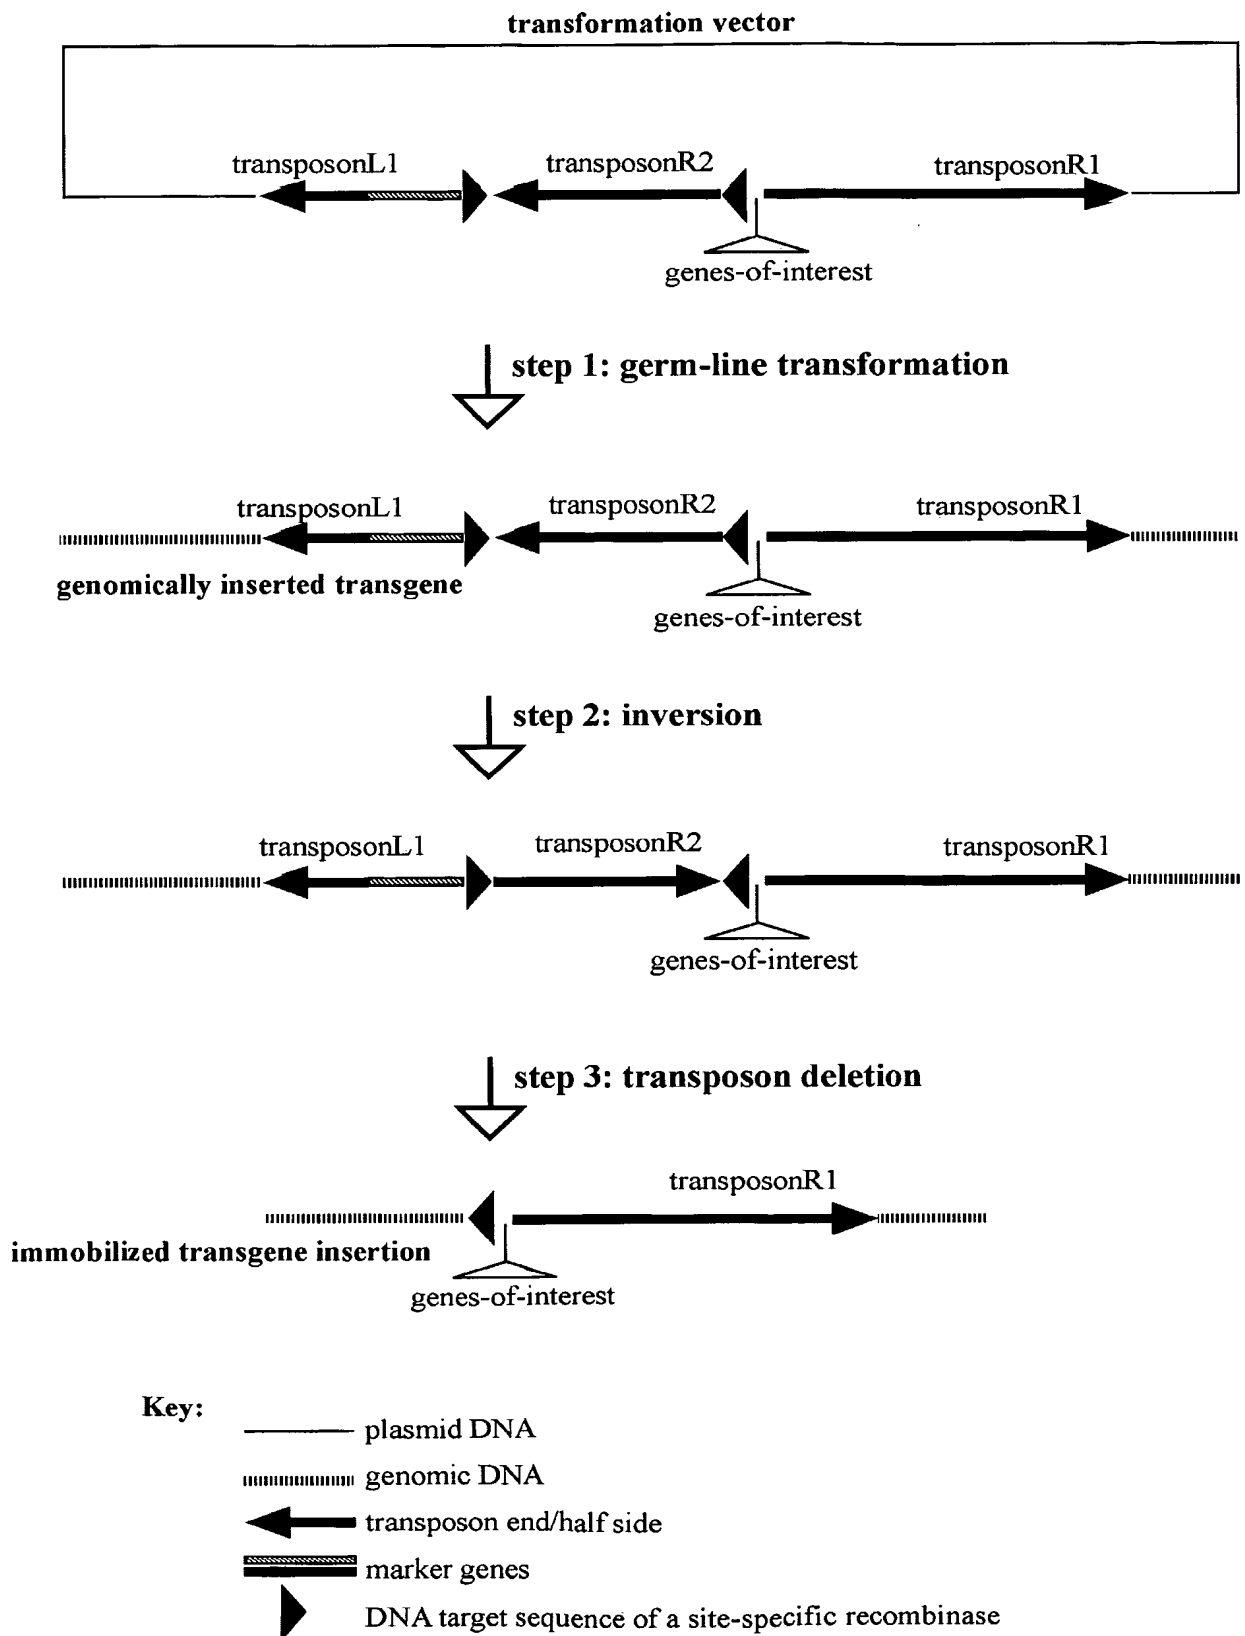 transformation vector
transposonL1
transposonR2
transposonR1
genes-of-interest
step 1: germ-line transformation
transposonL1
transposonR2
transposonR1
genomically inserted transgene
genes-of-interest
step 2: inversion
transposonL1
transposonR2
transposonR1
genes-of-interest
step 3: transposon deletion
transposonR1
immobilized transgene insertion
genes-of-interest
Key:
plasmid DNA
genomic DNA
transposon end/half side
marker genes
DNA target sequence of a site-specific recombinase